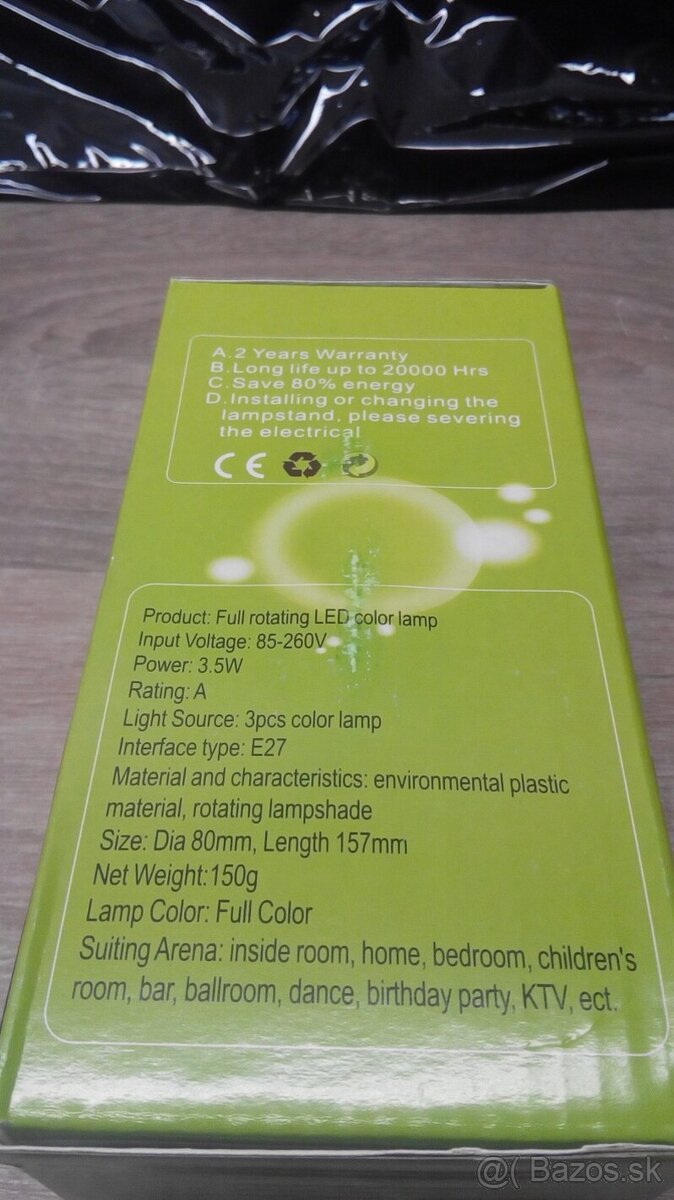 A. 2 Years Warranty
B. Long life up to 20000 Hrs
C. Save 80% energy
D. Installing or changing the
lampstand, please severing
the electrical
CE
Product: Full rotating LED color lamp
Input Voltage: 85-260V
Power: 3.5W
Rating: A
Light Source: 3pcs color lamp
Interface type: E27
Material and characteristics: environmental plastic
material, rotating lampshade
Size: Dia 80mm, Length 157mm
Net Weight:150g
Lamp Color: Full Color
Suiting Arena: inside room, home, bedroom, children's
room, bar, ballroom, dance, birthday party, KTV, ect.
@( Bazos.sk